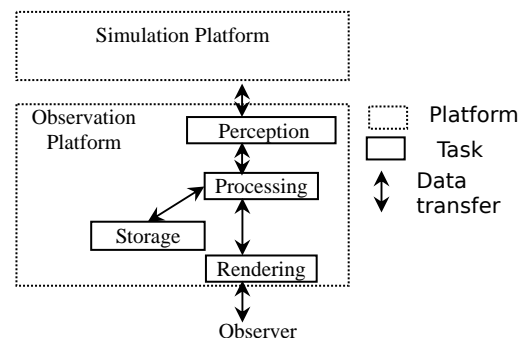 Simulation Platform
Observation
Platform
Perception
Processing
Storage
Rendering
Observer
Platform
Task
Data
transfer